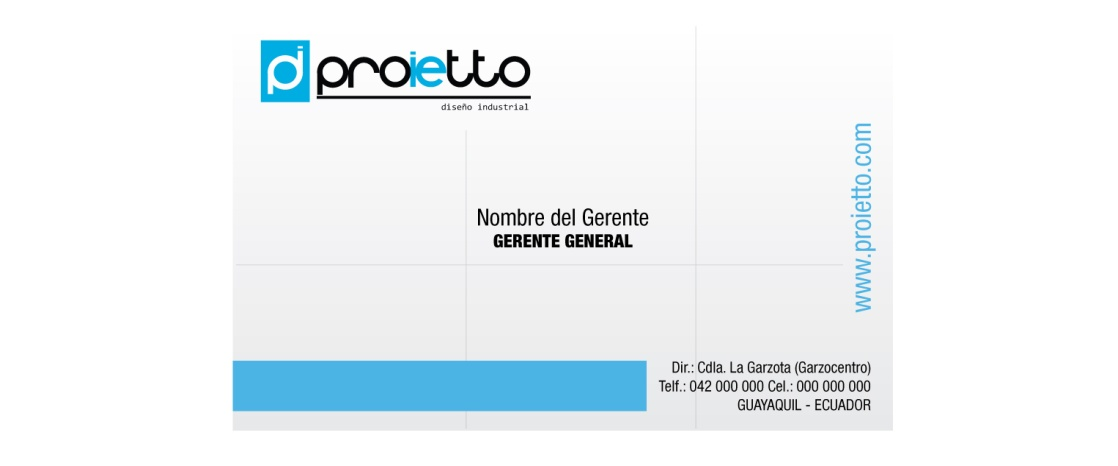 proietto
diseño industrial
Nombre del Gerente
GERENTE GENERAL
www.proietto.com
Dir.: Cdla. La Garzota (Garzocentro)
Telf.: 042 000 000 Cel.: 000 000 000
GUAYAQUIL - ECUADOR